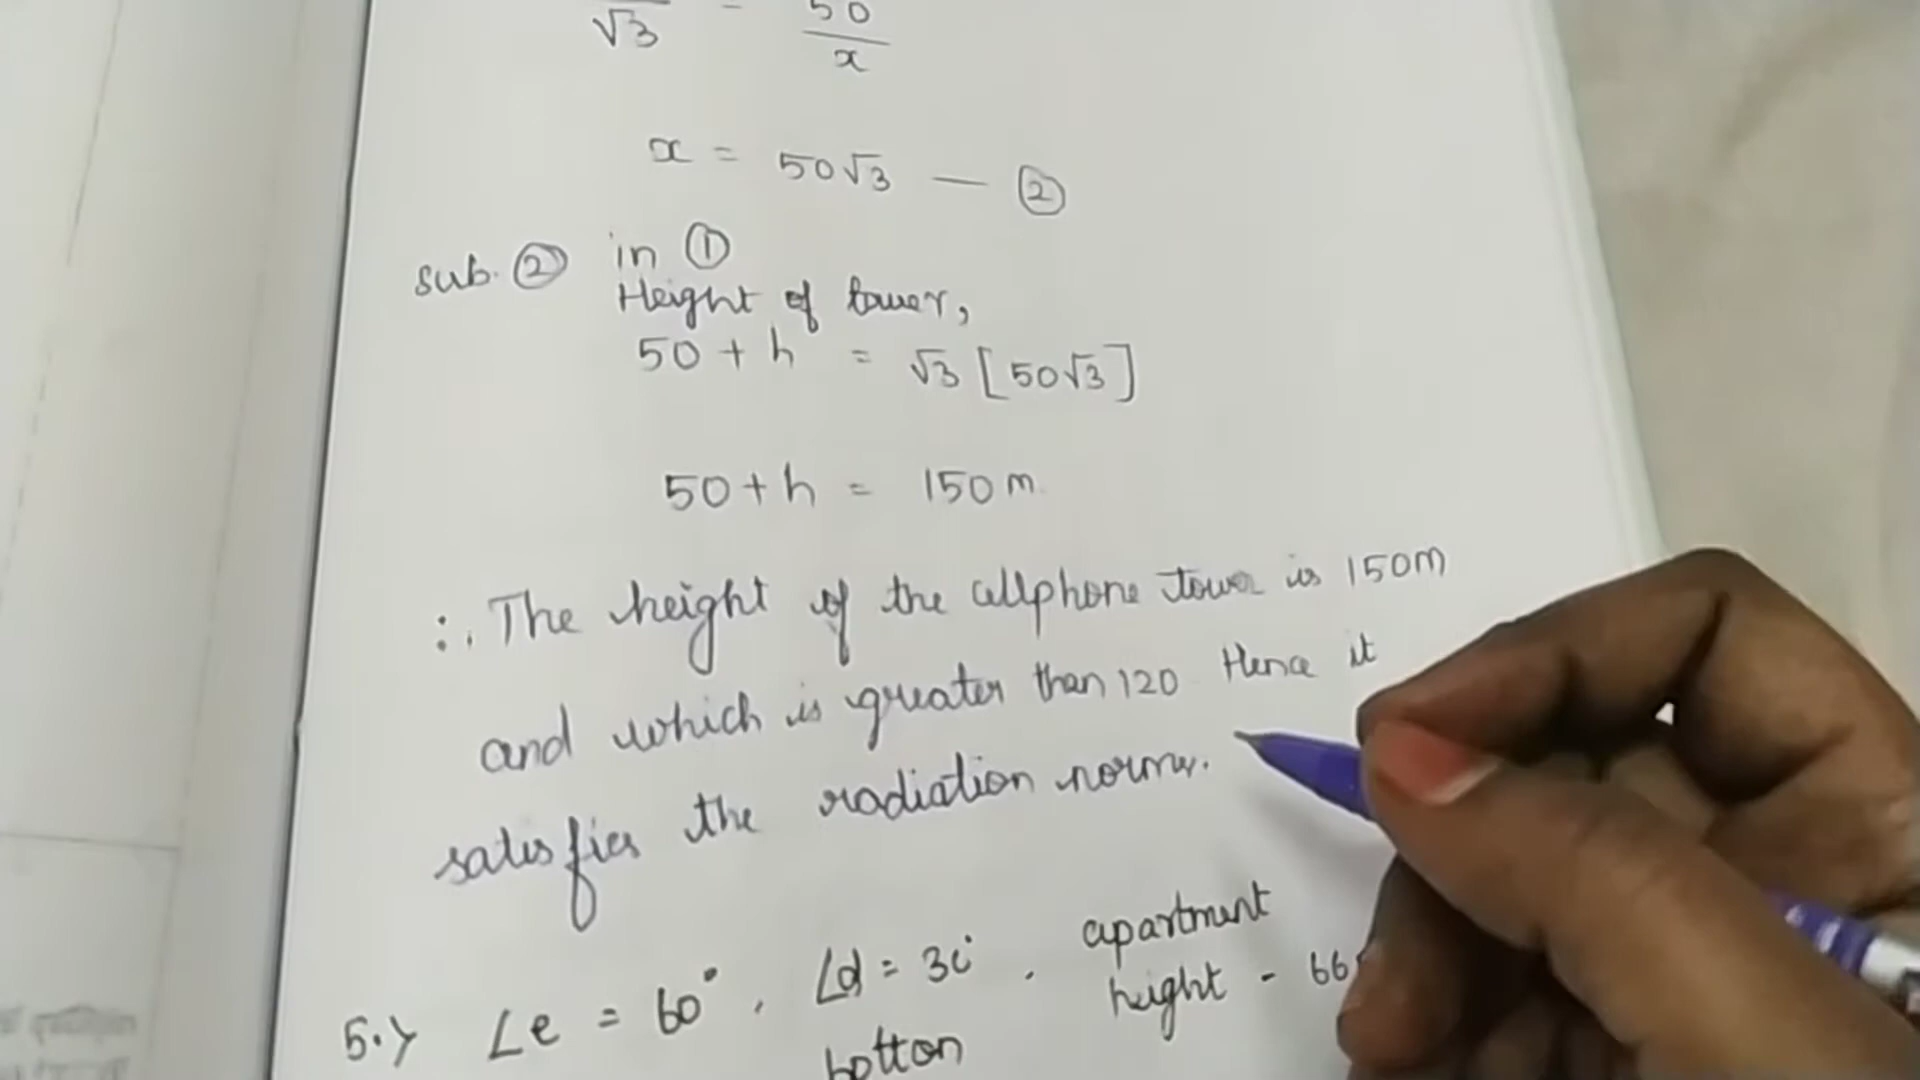 √3 = 50/x
x = 50√3 — ②
sub. ② in ①
Height of tower,
50 + h = √3 [50√3]
50 + h = 150 m.
∴ The height of the cellphone tower is 150m
and which is greater than 120 Hence it
satisfies the radiation norms.
5.) ∠e = 60°, ∠d = 30°. apartment
height - 66
botton